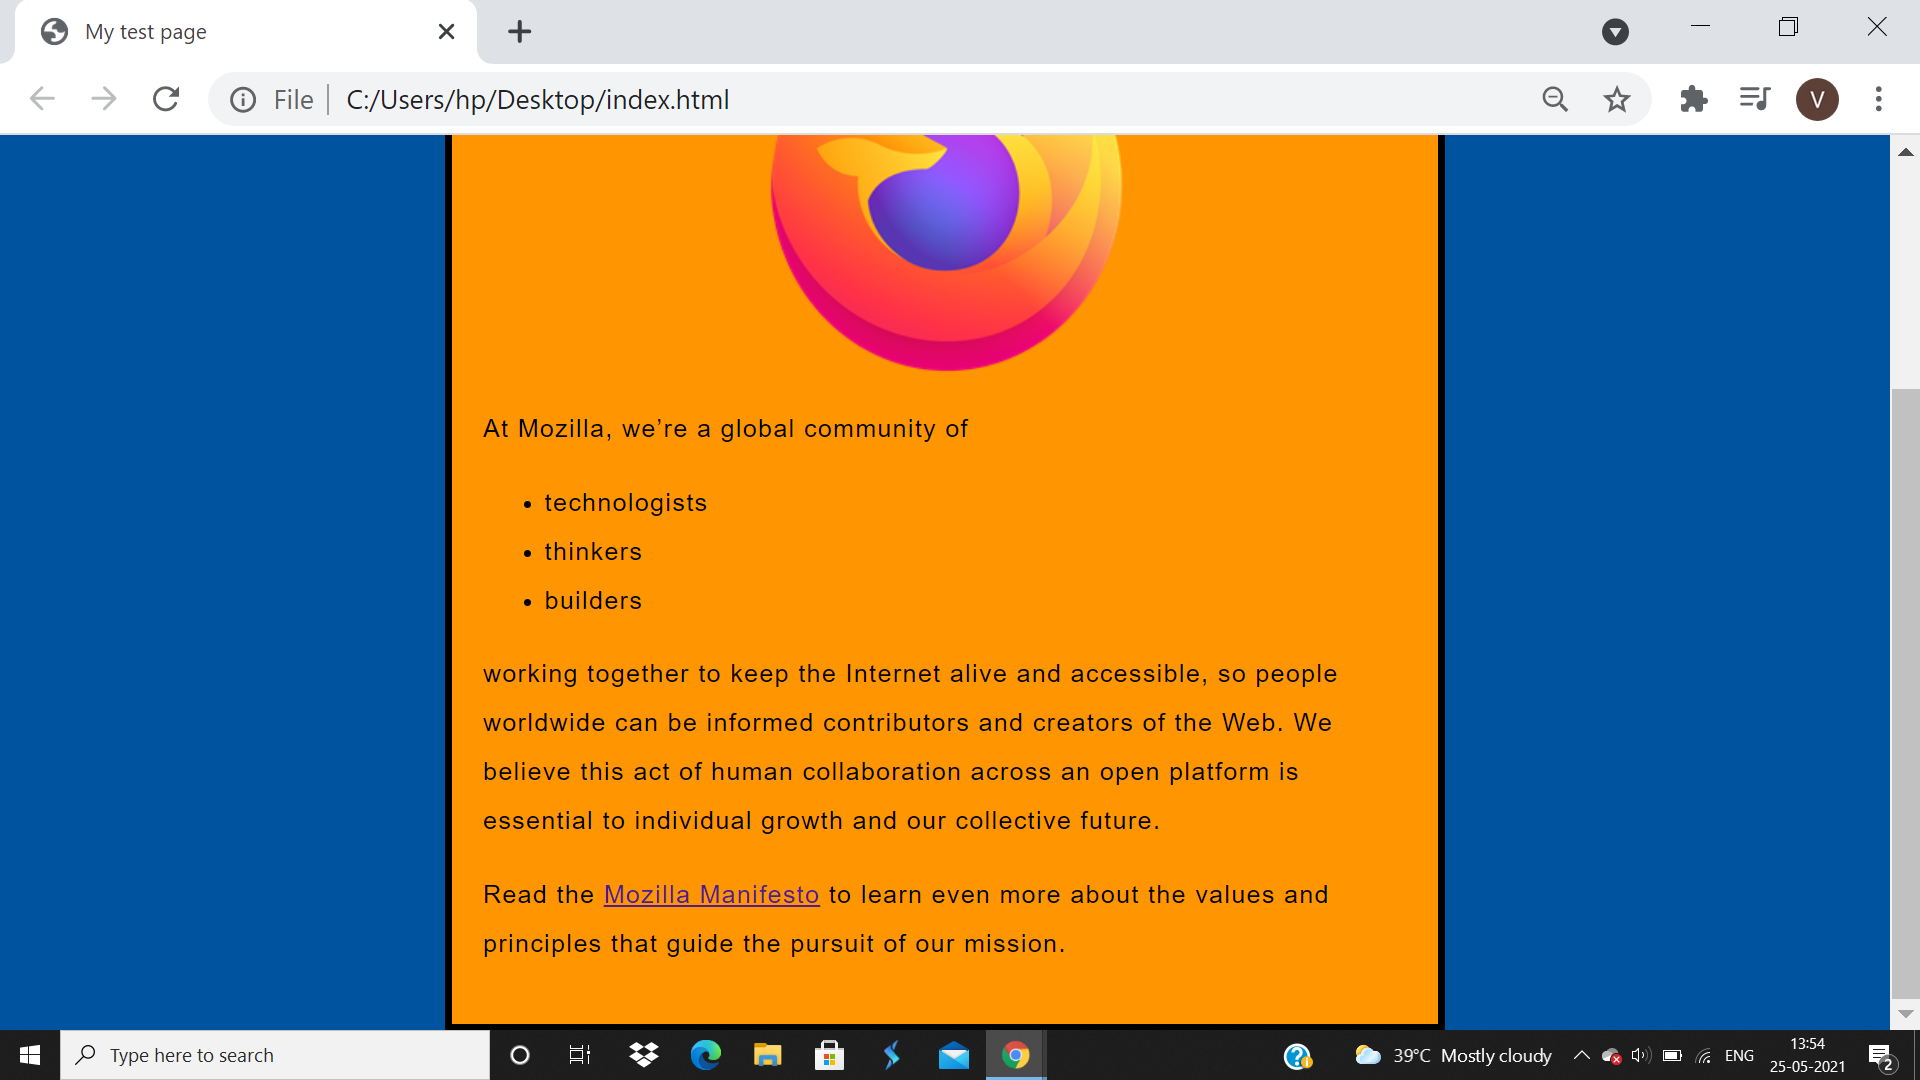 My test page
File
C:/Users/hp/Desktop/index.html
V
At Mozilla, we’re a global community of
technologists
thinkers
builders
working together to keep the Internet alive and accessible, so people
worldwide can be informed contributors and creators of the Web. We
believe this act of human collaboration across an open platform is
essential to individual growth and our collective future.
Read the Mozilla Manifesto to learn even more about the values and
principles that guide the pursuit of our mission.
Type here to search
39°C Mostly cloudy
ENG
13:54
25-05-2021
2